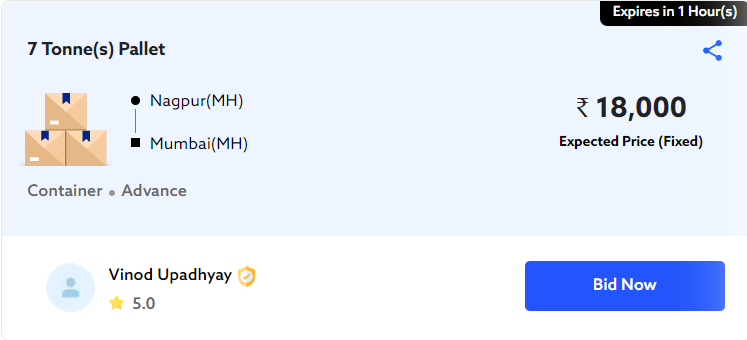 Expires in 1 Hour(s)
7 Tonne(s) Pallet
Nagpur(MH)
₹ 18,000
Mumbai(MH)
Expected Price (Fixed)
Container • Advance
Vinod Upadhyay
Bid Now
5.0